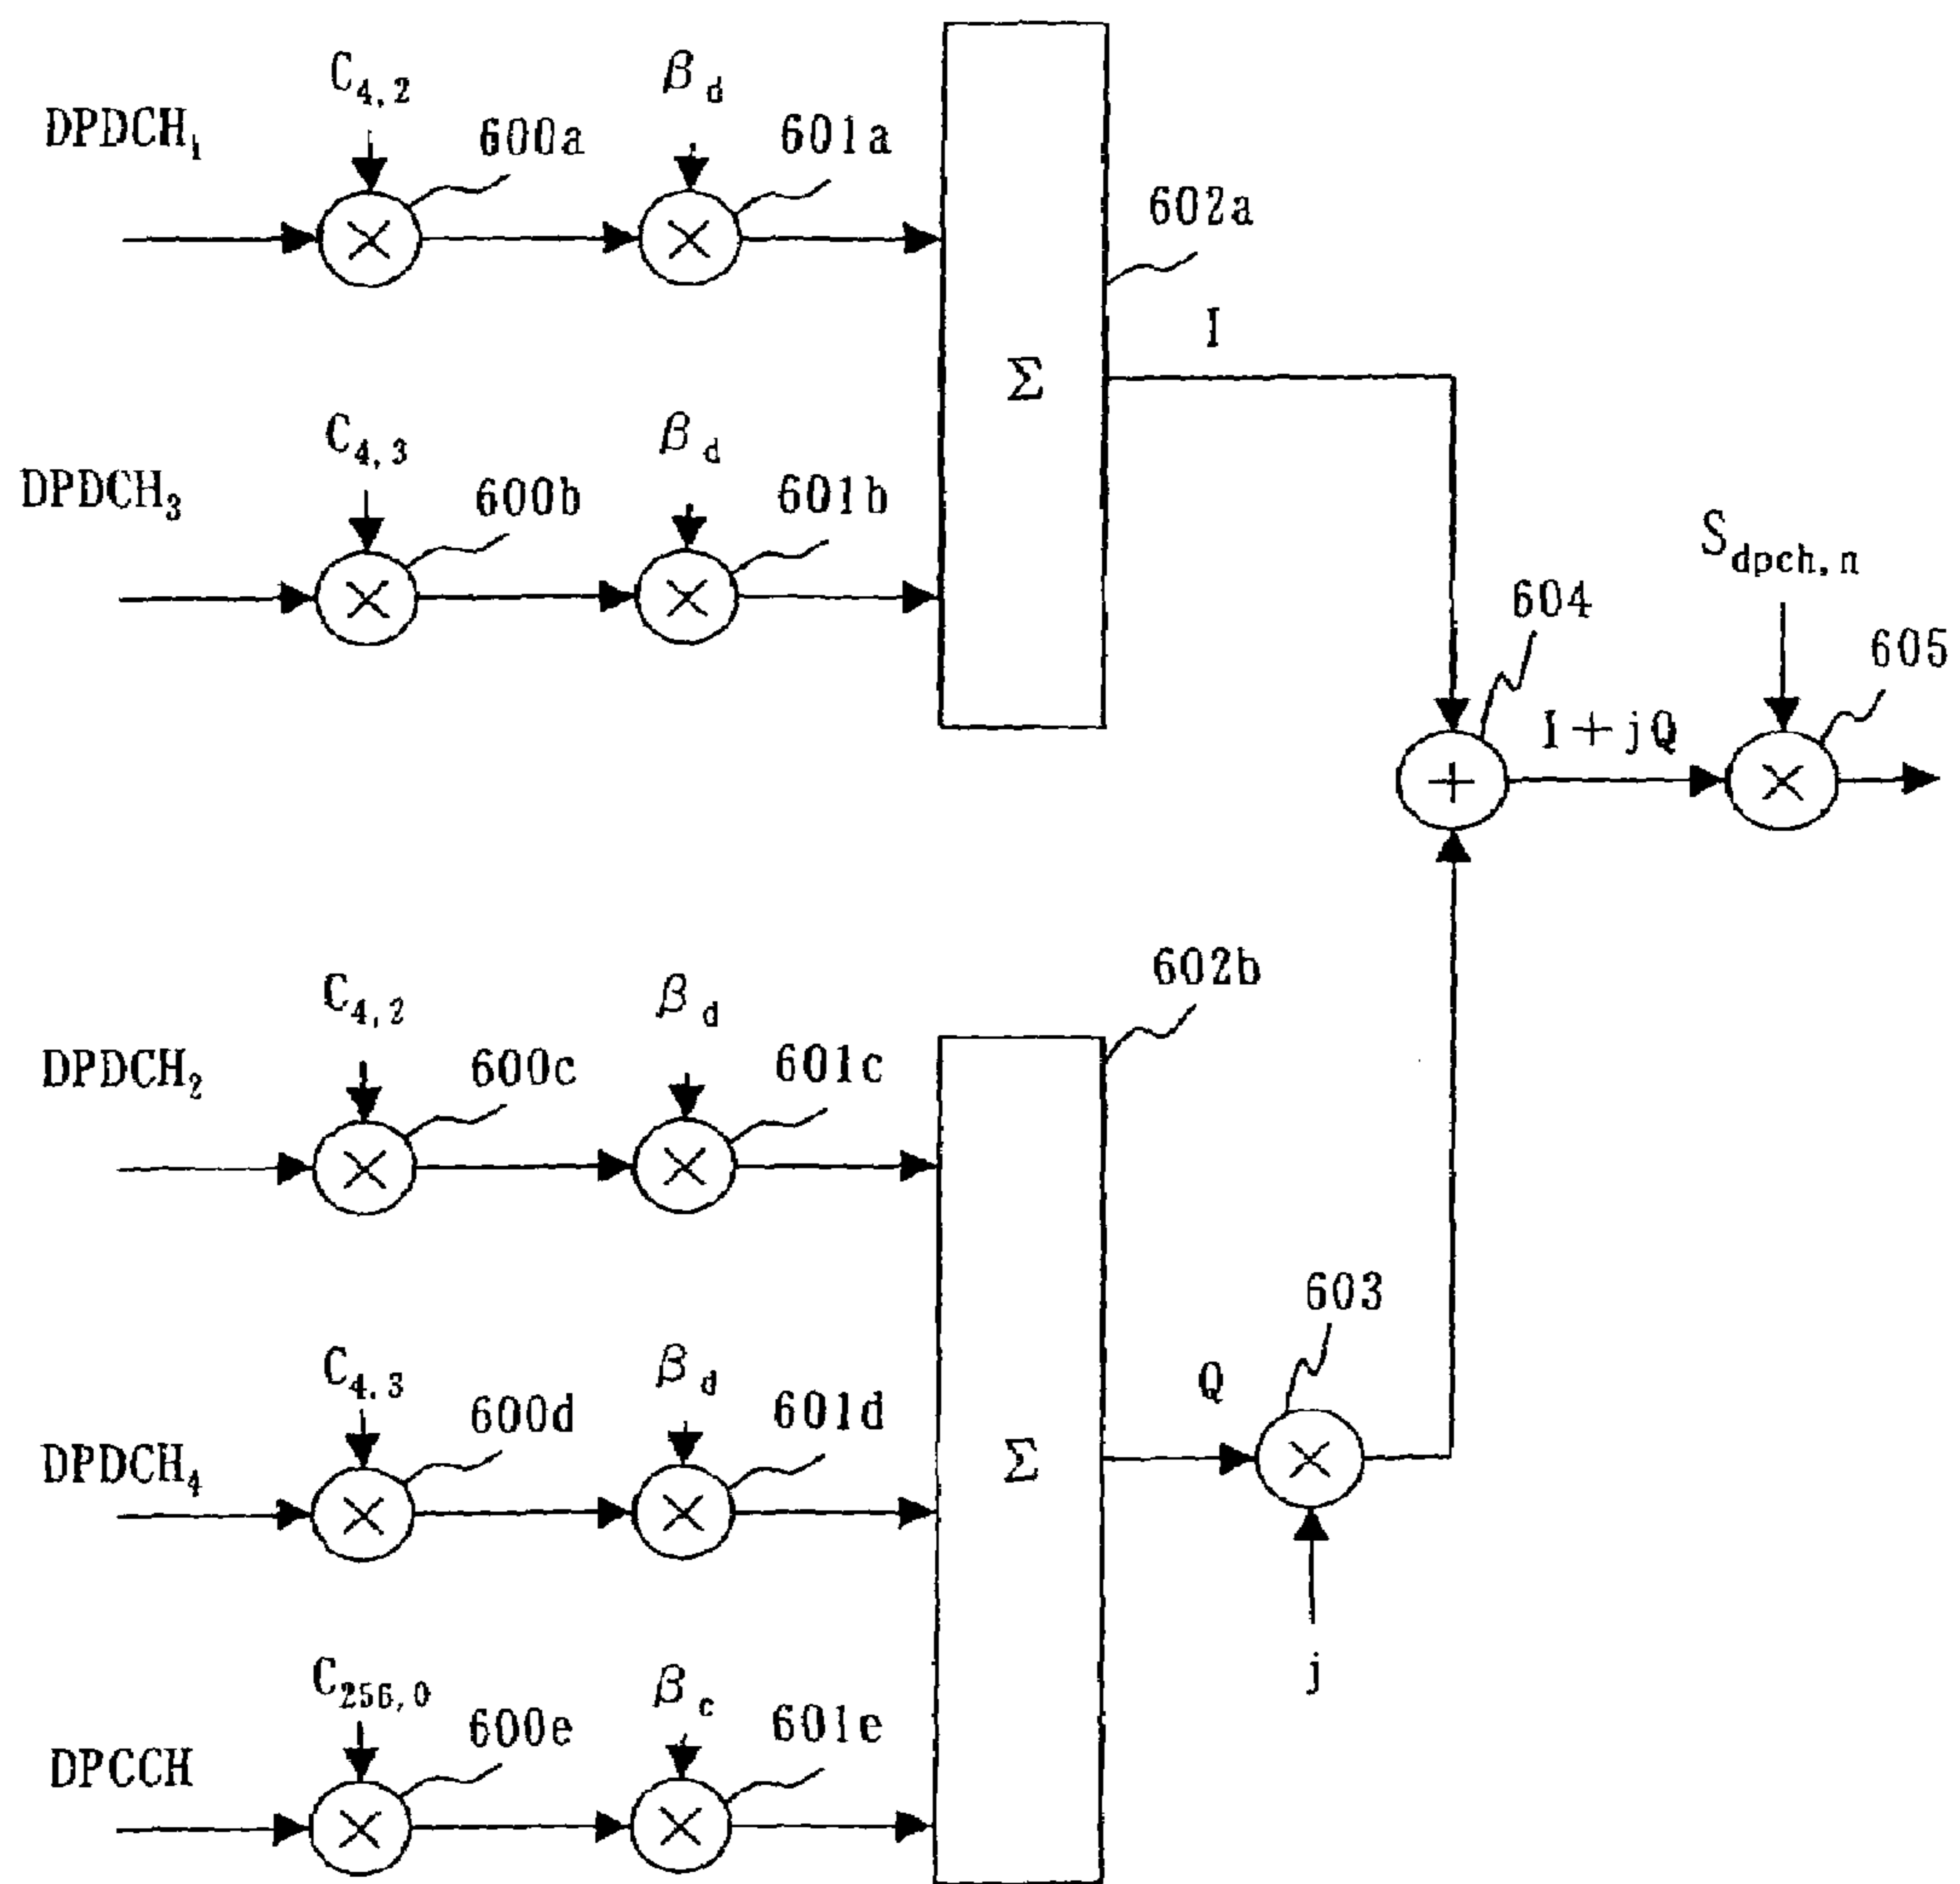 C4,2
βd
DPDCH1
600a
601a
602a
I
Σ
C4,3
βd
DPDCH3
600b
601b
Sdpch,n
604
605
I+jQ
602b
C4,2
βd
DPDCH2
600c
601c
603
C4,3
βd
Q
DPDCH4
600d
601d
Σ
j
C256,0
βc
DPCCH
600e
601e